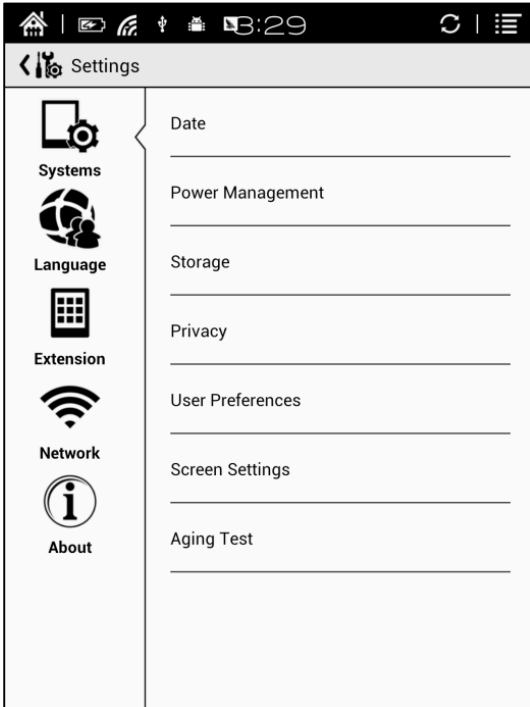 3:29
Settings
Systems
Language
Extension
Network
About
Date
Power Management
Storage
Privacy
User Preferences
Screen Settings
Aging Test